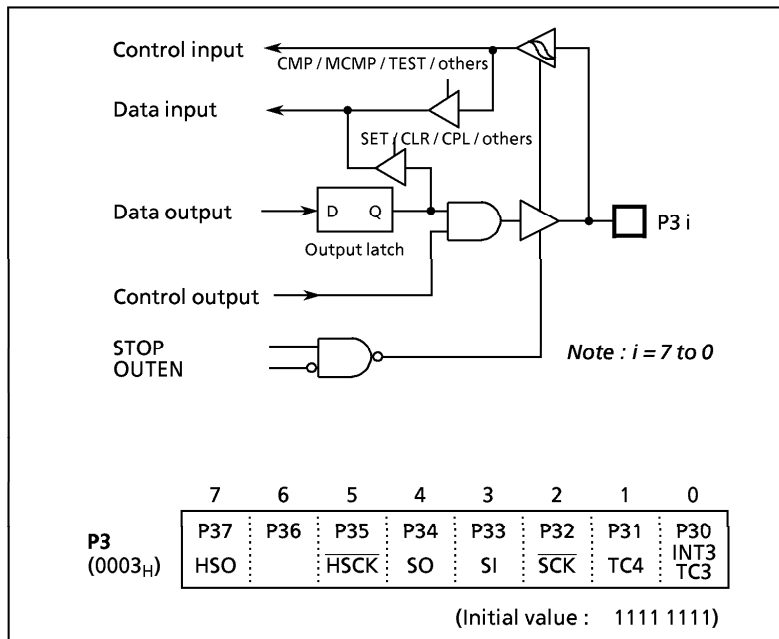 Control input
CMP / MCMP / TEST / others
Data input
SET / CLR / CPL / others
Data output
D Q
P3 i
Output latch
Control output
STOP
OUTEN
Note : i = 7 to 0
7 6 5 4 3 2 1 0
P3
(0003H)
P37 P36 P35 P34 P33 P32 P31 P30
HSO HSCK SO SI SCK TC4 INT3
TC3
(Initial value : 1111 1111)